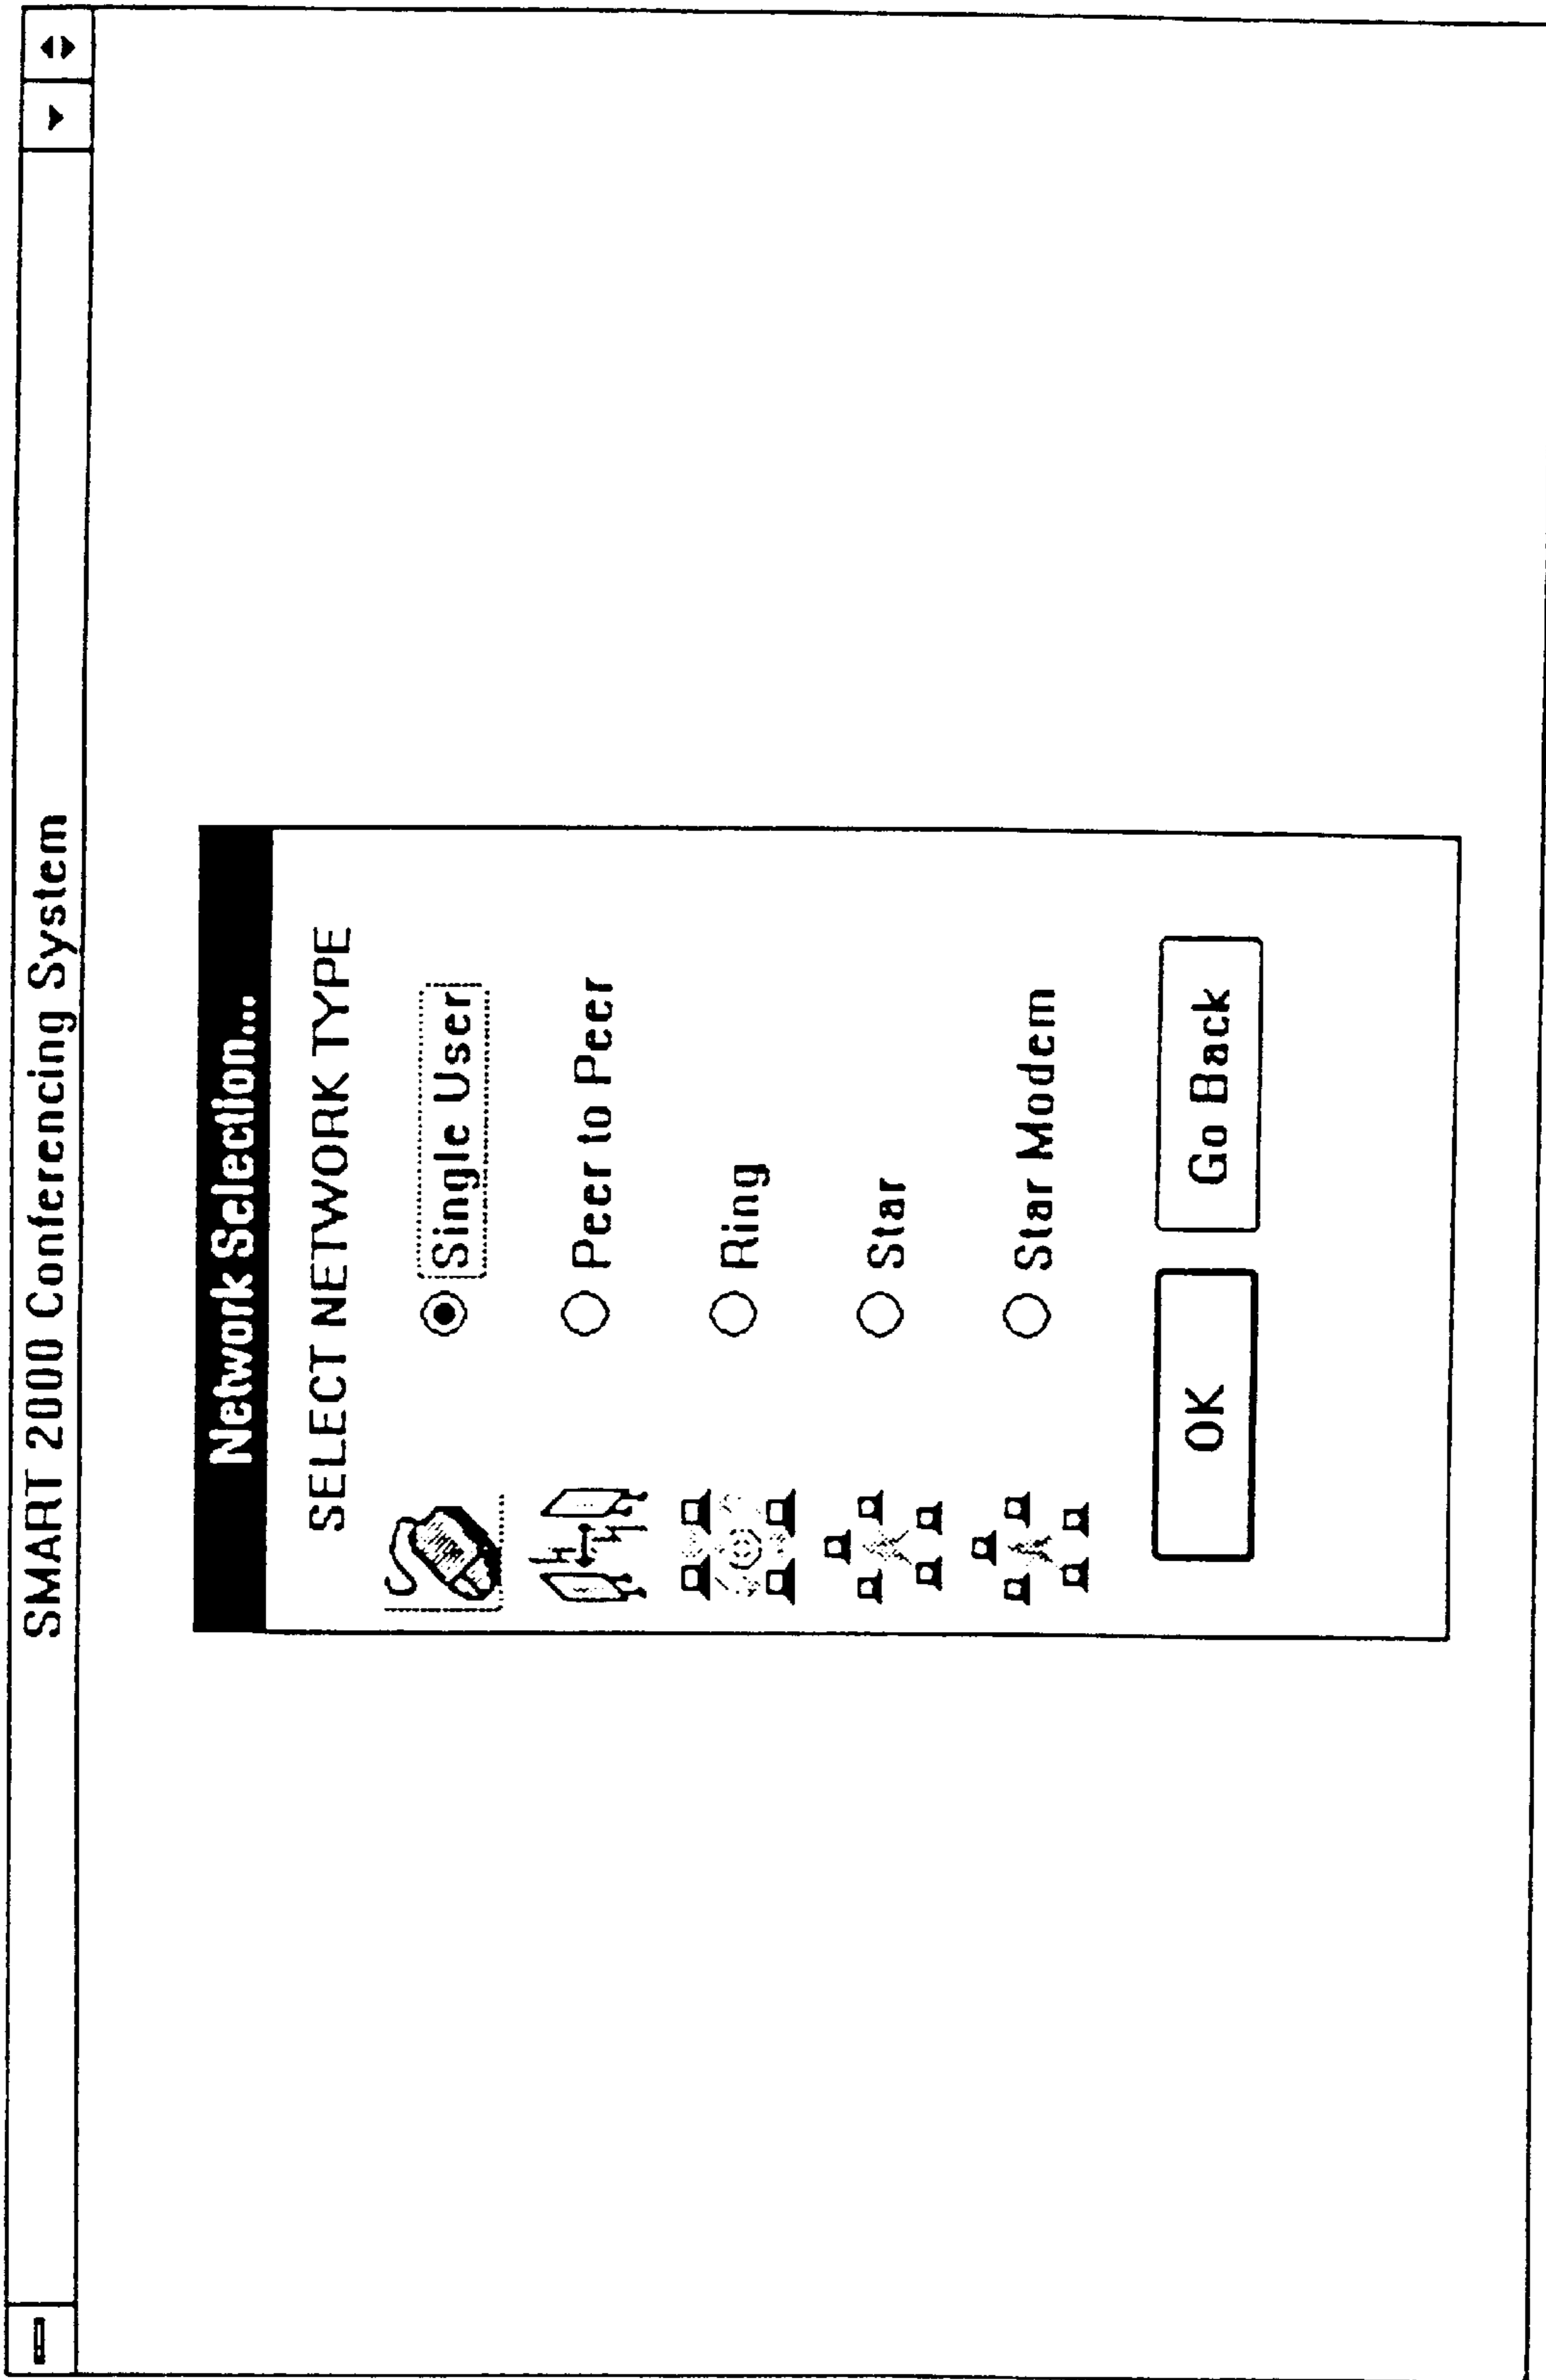 SMART 2000 Conferencing System
Network Selection...
SELECT NETWORK TYPE
Single User
Peer to Peer
Ring
Star
Star Modem
OK
Go Back